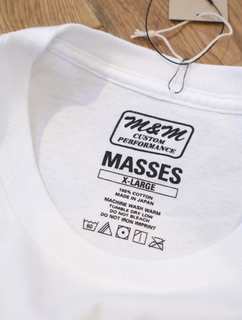 M&M
CUSTOM
PERFORMANCE
MASSES
X-LARGE
100% COTTON
MADE IN JAPAN
MACHINE WASH WARM
TUMBLE DRY LOW
DO NOT BLEACH
DO NOT IRON IMPRINT
60